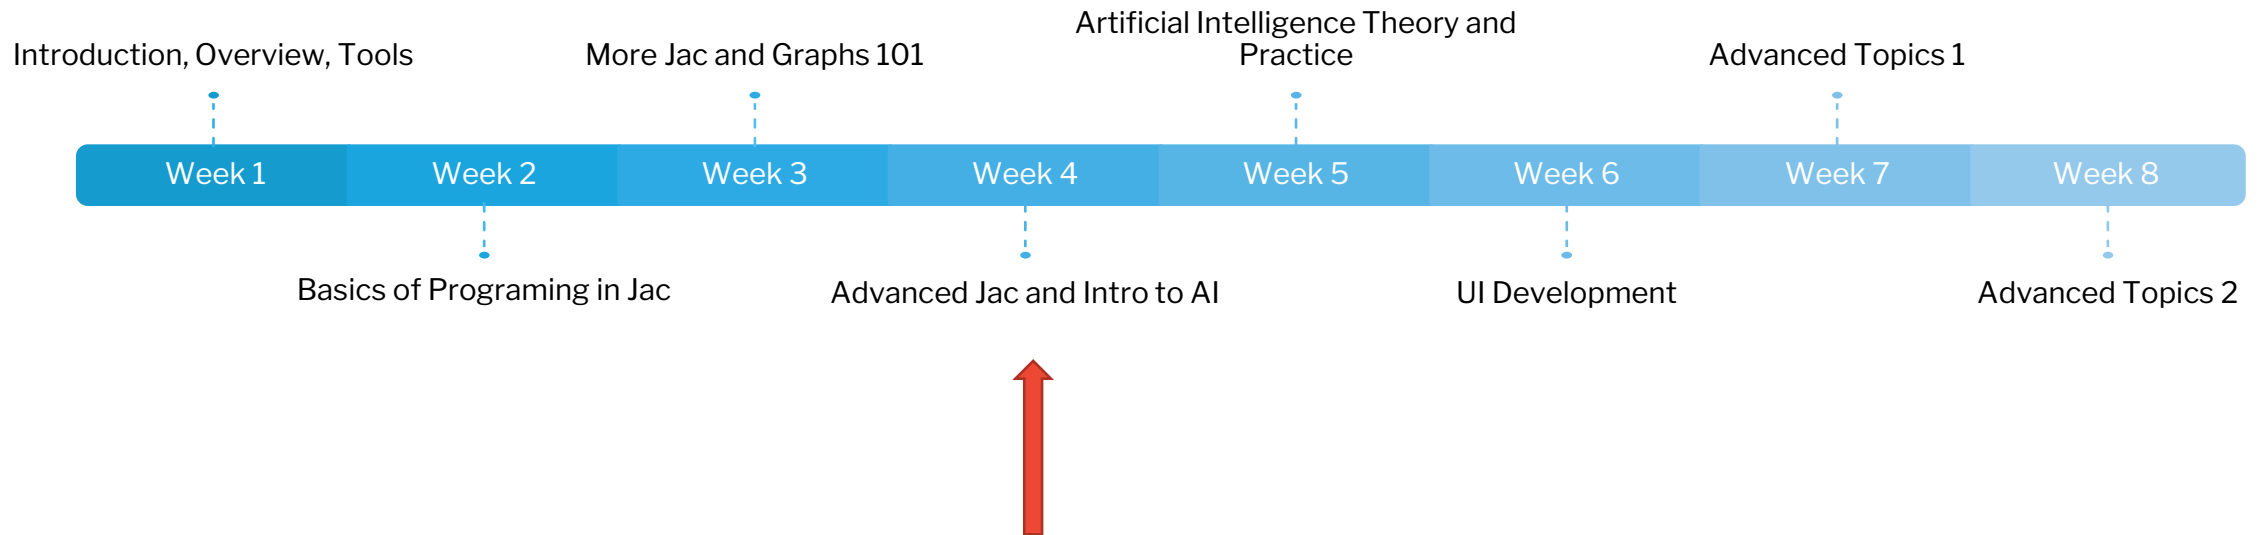 Artificial Intelligence Theory and
Practice
Introduction, Overview, Tools
More Jac and Graphs 101
Advanced Topics 1
Week 1
Week 2
Week 3
Week 4
Week 5
Week 6
Week 7
Week 8
Basics of Programing in Jac
Advanced Jac and Intro to AI
UI Development
Advanced Topics 2